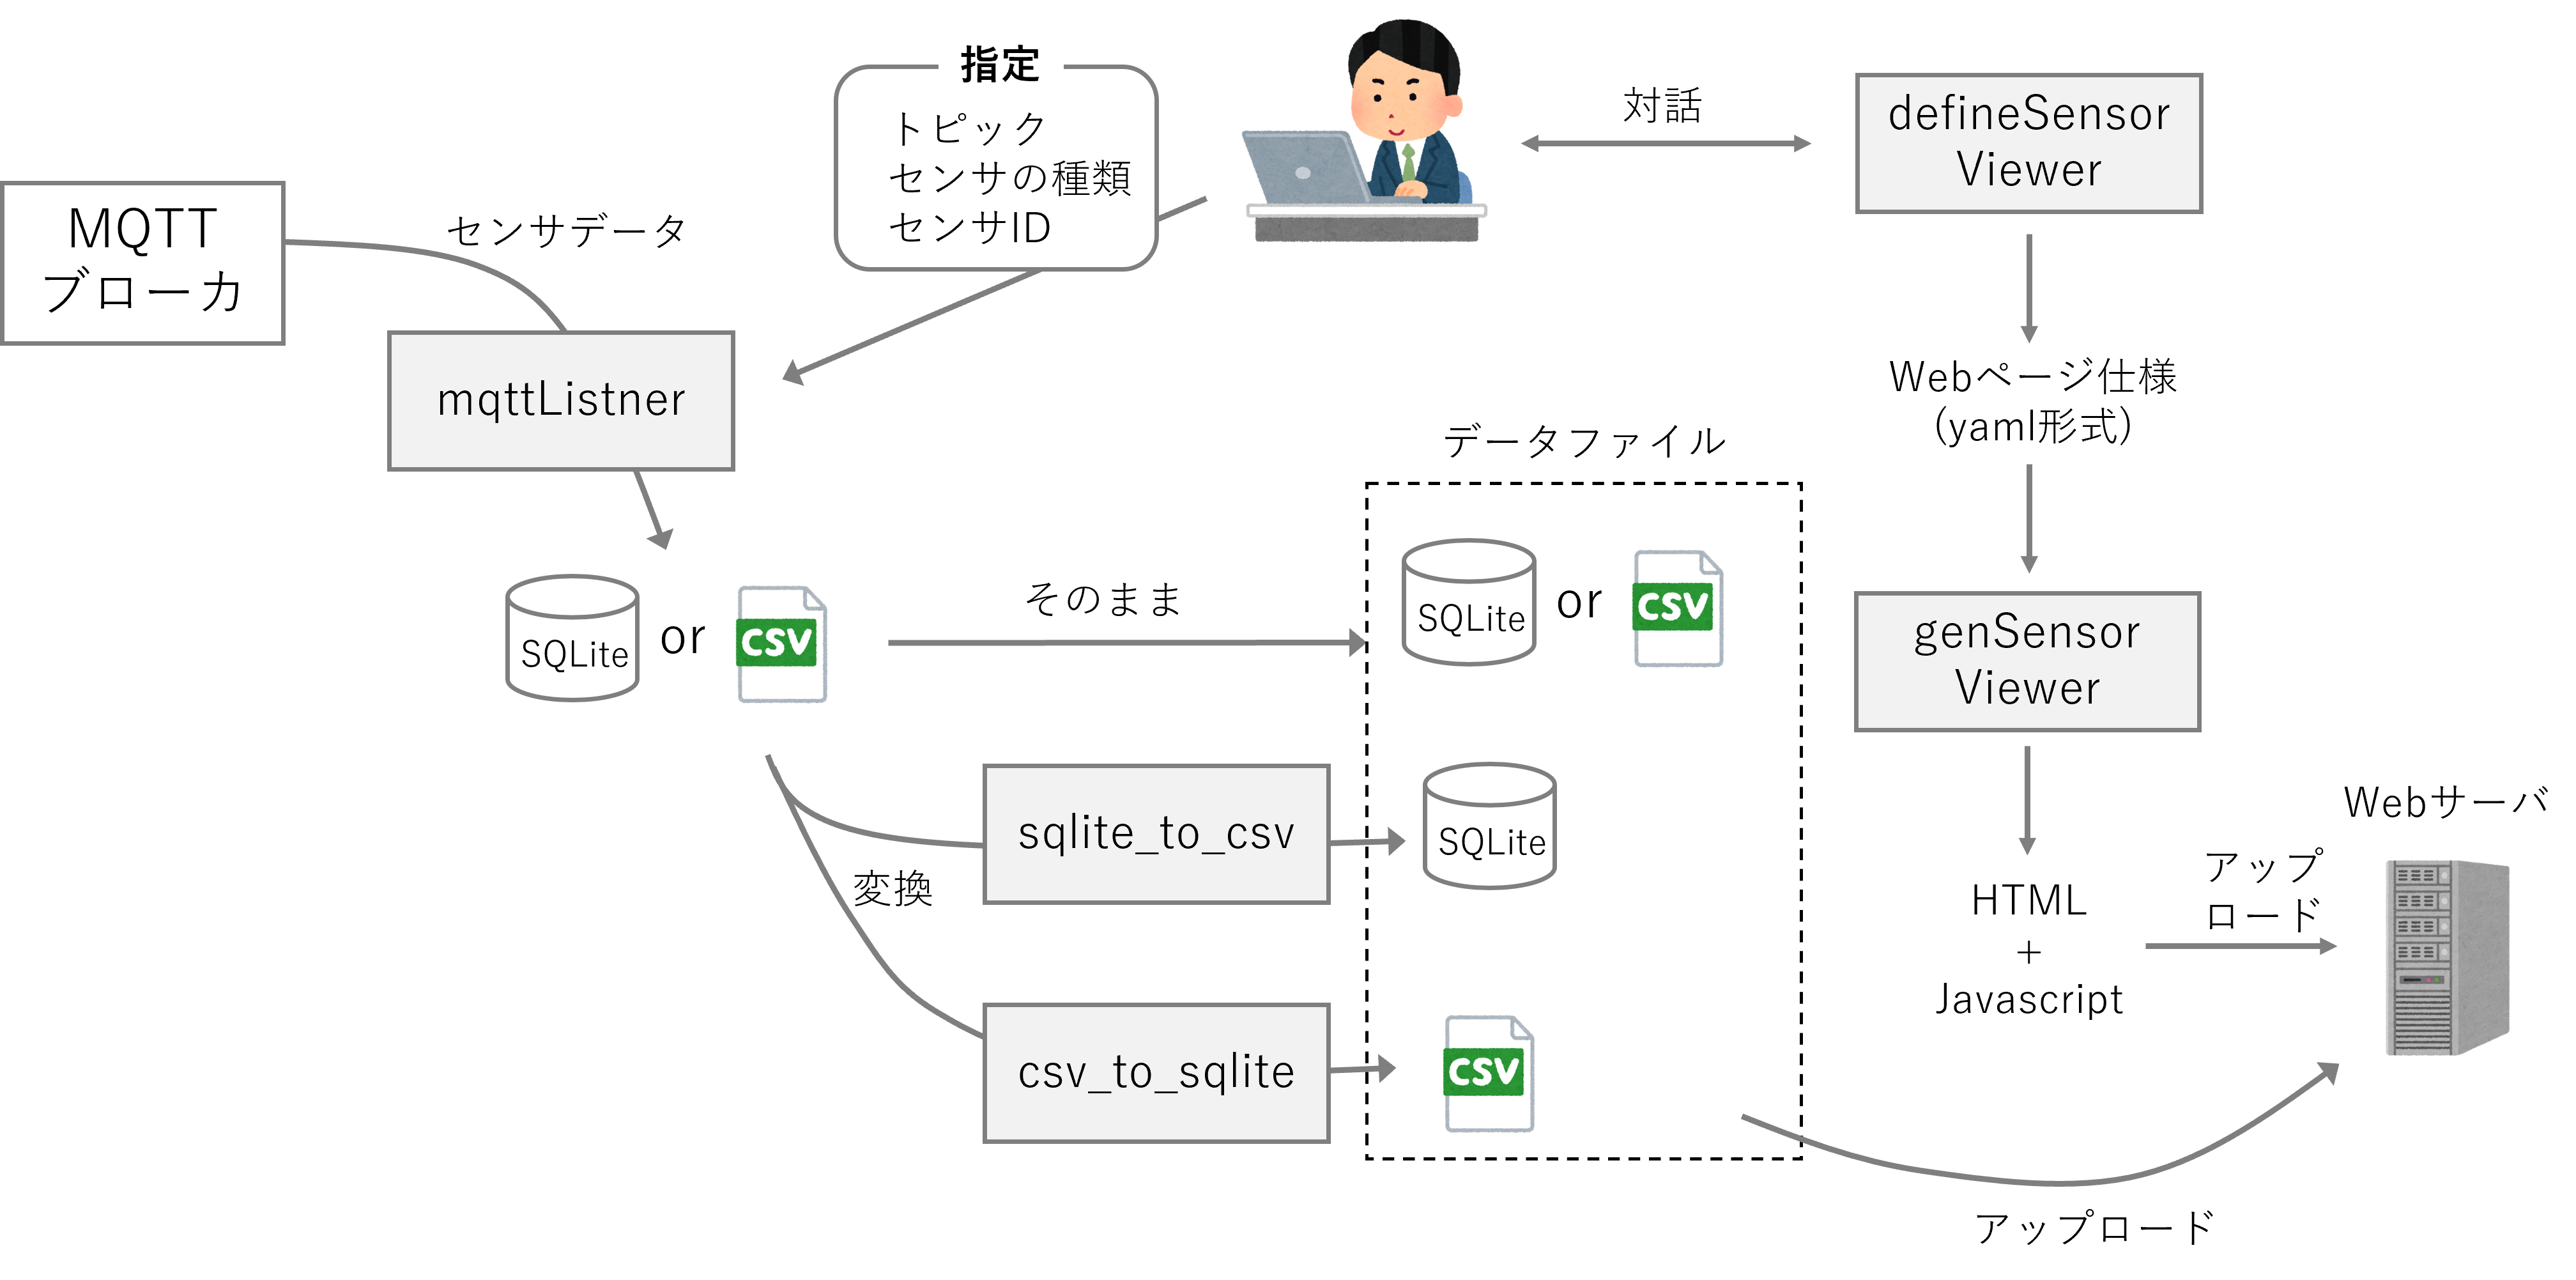 指定
トピック
センサの種類
センサID
対話
defineSensor
Viewer
MQTT
ブローカ
センサデータ
mqttListner
Webページ仕様
(yaml形式)
データファイル
SQLite
or
CSV
そのまま
SQLite
or
CSV
genSensor
Viewer
sqlite_to_csv
SQLite
変換
csv_to_sqlite
CSV
HTML
+
Javascript
アップ
ロード
Webサーバ
アップロード